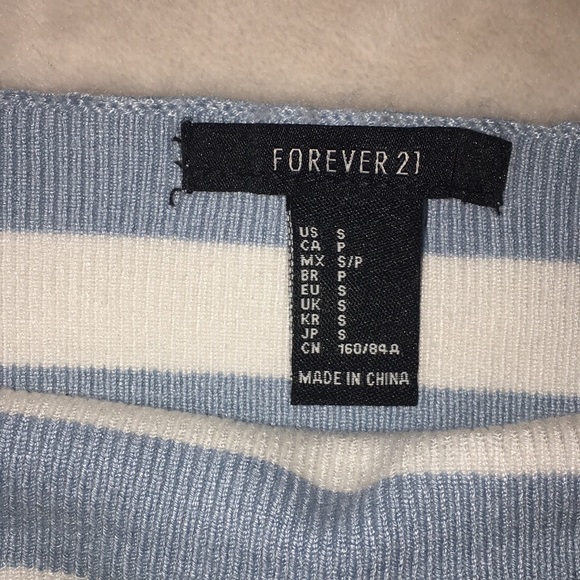 FOREVER 21
US S
CA P
MX S/P
BR P
EU S
UK S
KR S
JP S
CN 160/84A
MADE IN CHINA